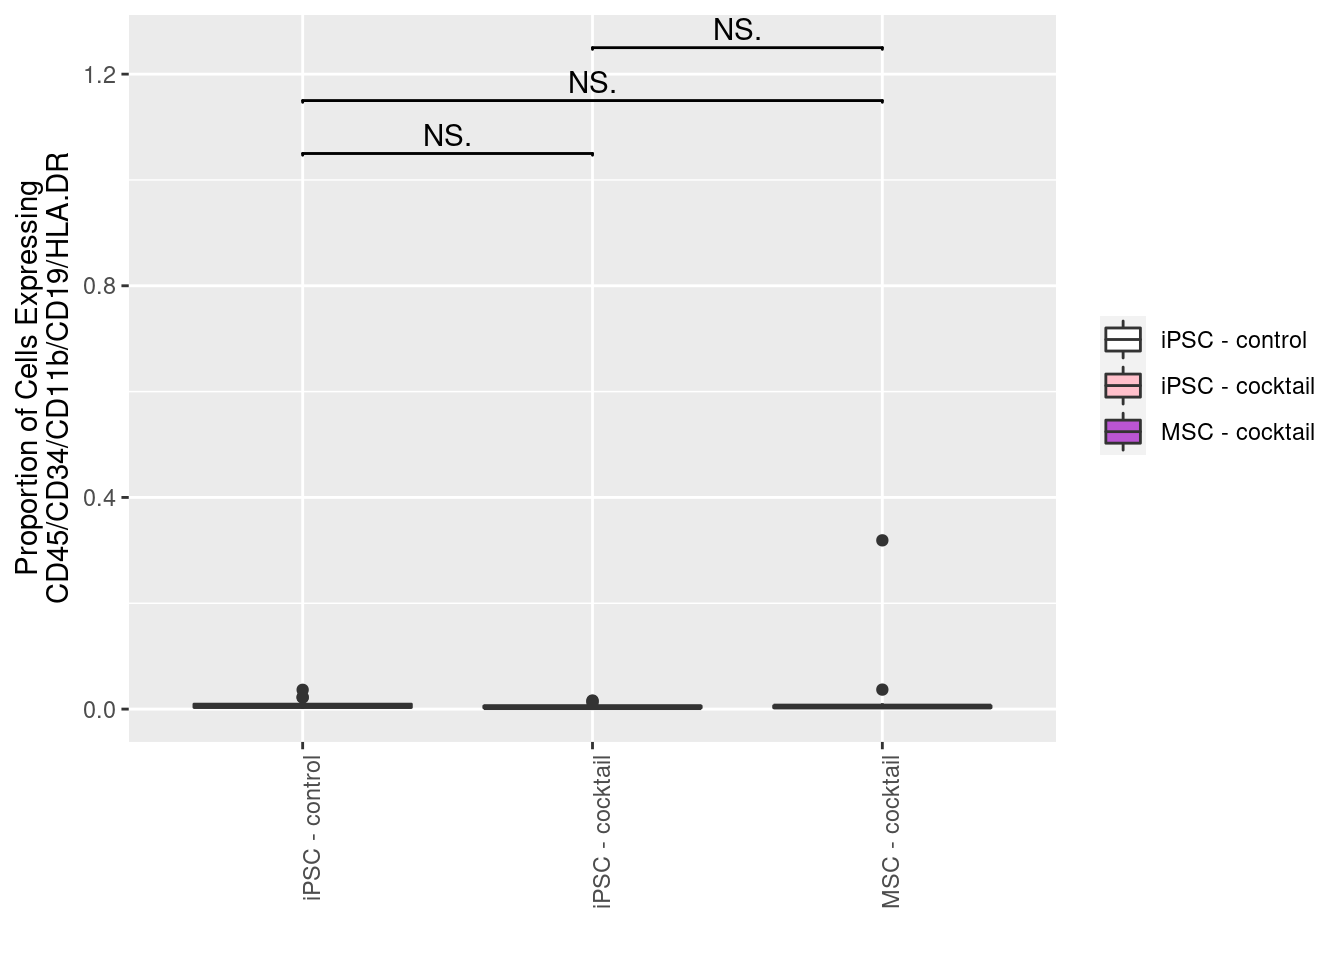 NS.
NS.
NS.
1.2
0.8
0.4
0.0
Proportion of Cells Expressing
CD45/CD34/CD11b/CD19/HLA.DR
iPSC - control
iPSC - cocktail
MSC - cocktail
iPSC - control
iPSC - cocktail
MSC - cocktail